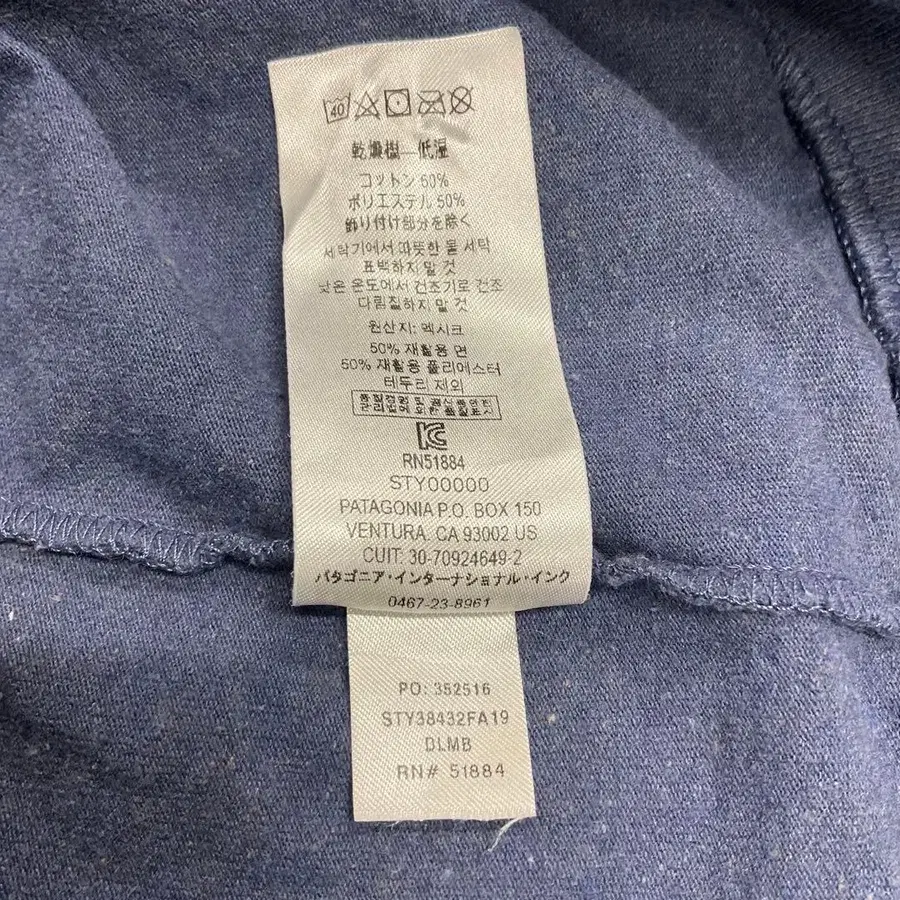 40
乾燥樹—低温
コットン 50%
ポリエステル 50%
飾り付け部分を除く
세탁기에서 따뜻한 물 세탁
표백하지 말 것
낮은 온도에서 건조기로 건조
다림질하지 말 것
원산지: 멕시크
50% 재활용 면
50% 재활용 폴리에스터
테두리 제외
RN51884
STY00000
PATAGONIA P.O. BOX 150
VENTURA, CA 93002 US
CUIT. 30-70924649-2
パタゴニア・インターナショナル・インク
0467-23-8961
PO: 352516
STY38432FA19
DLMB
RN# 51884